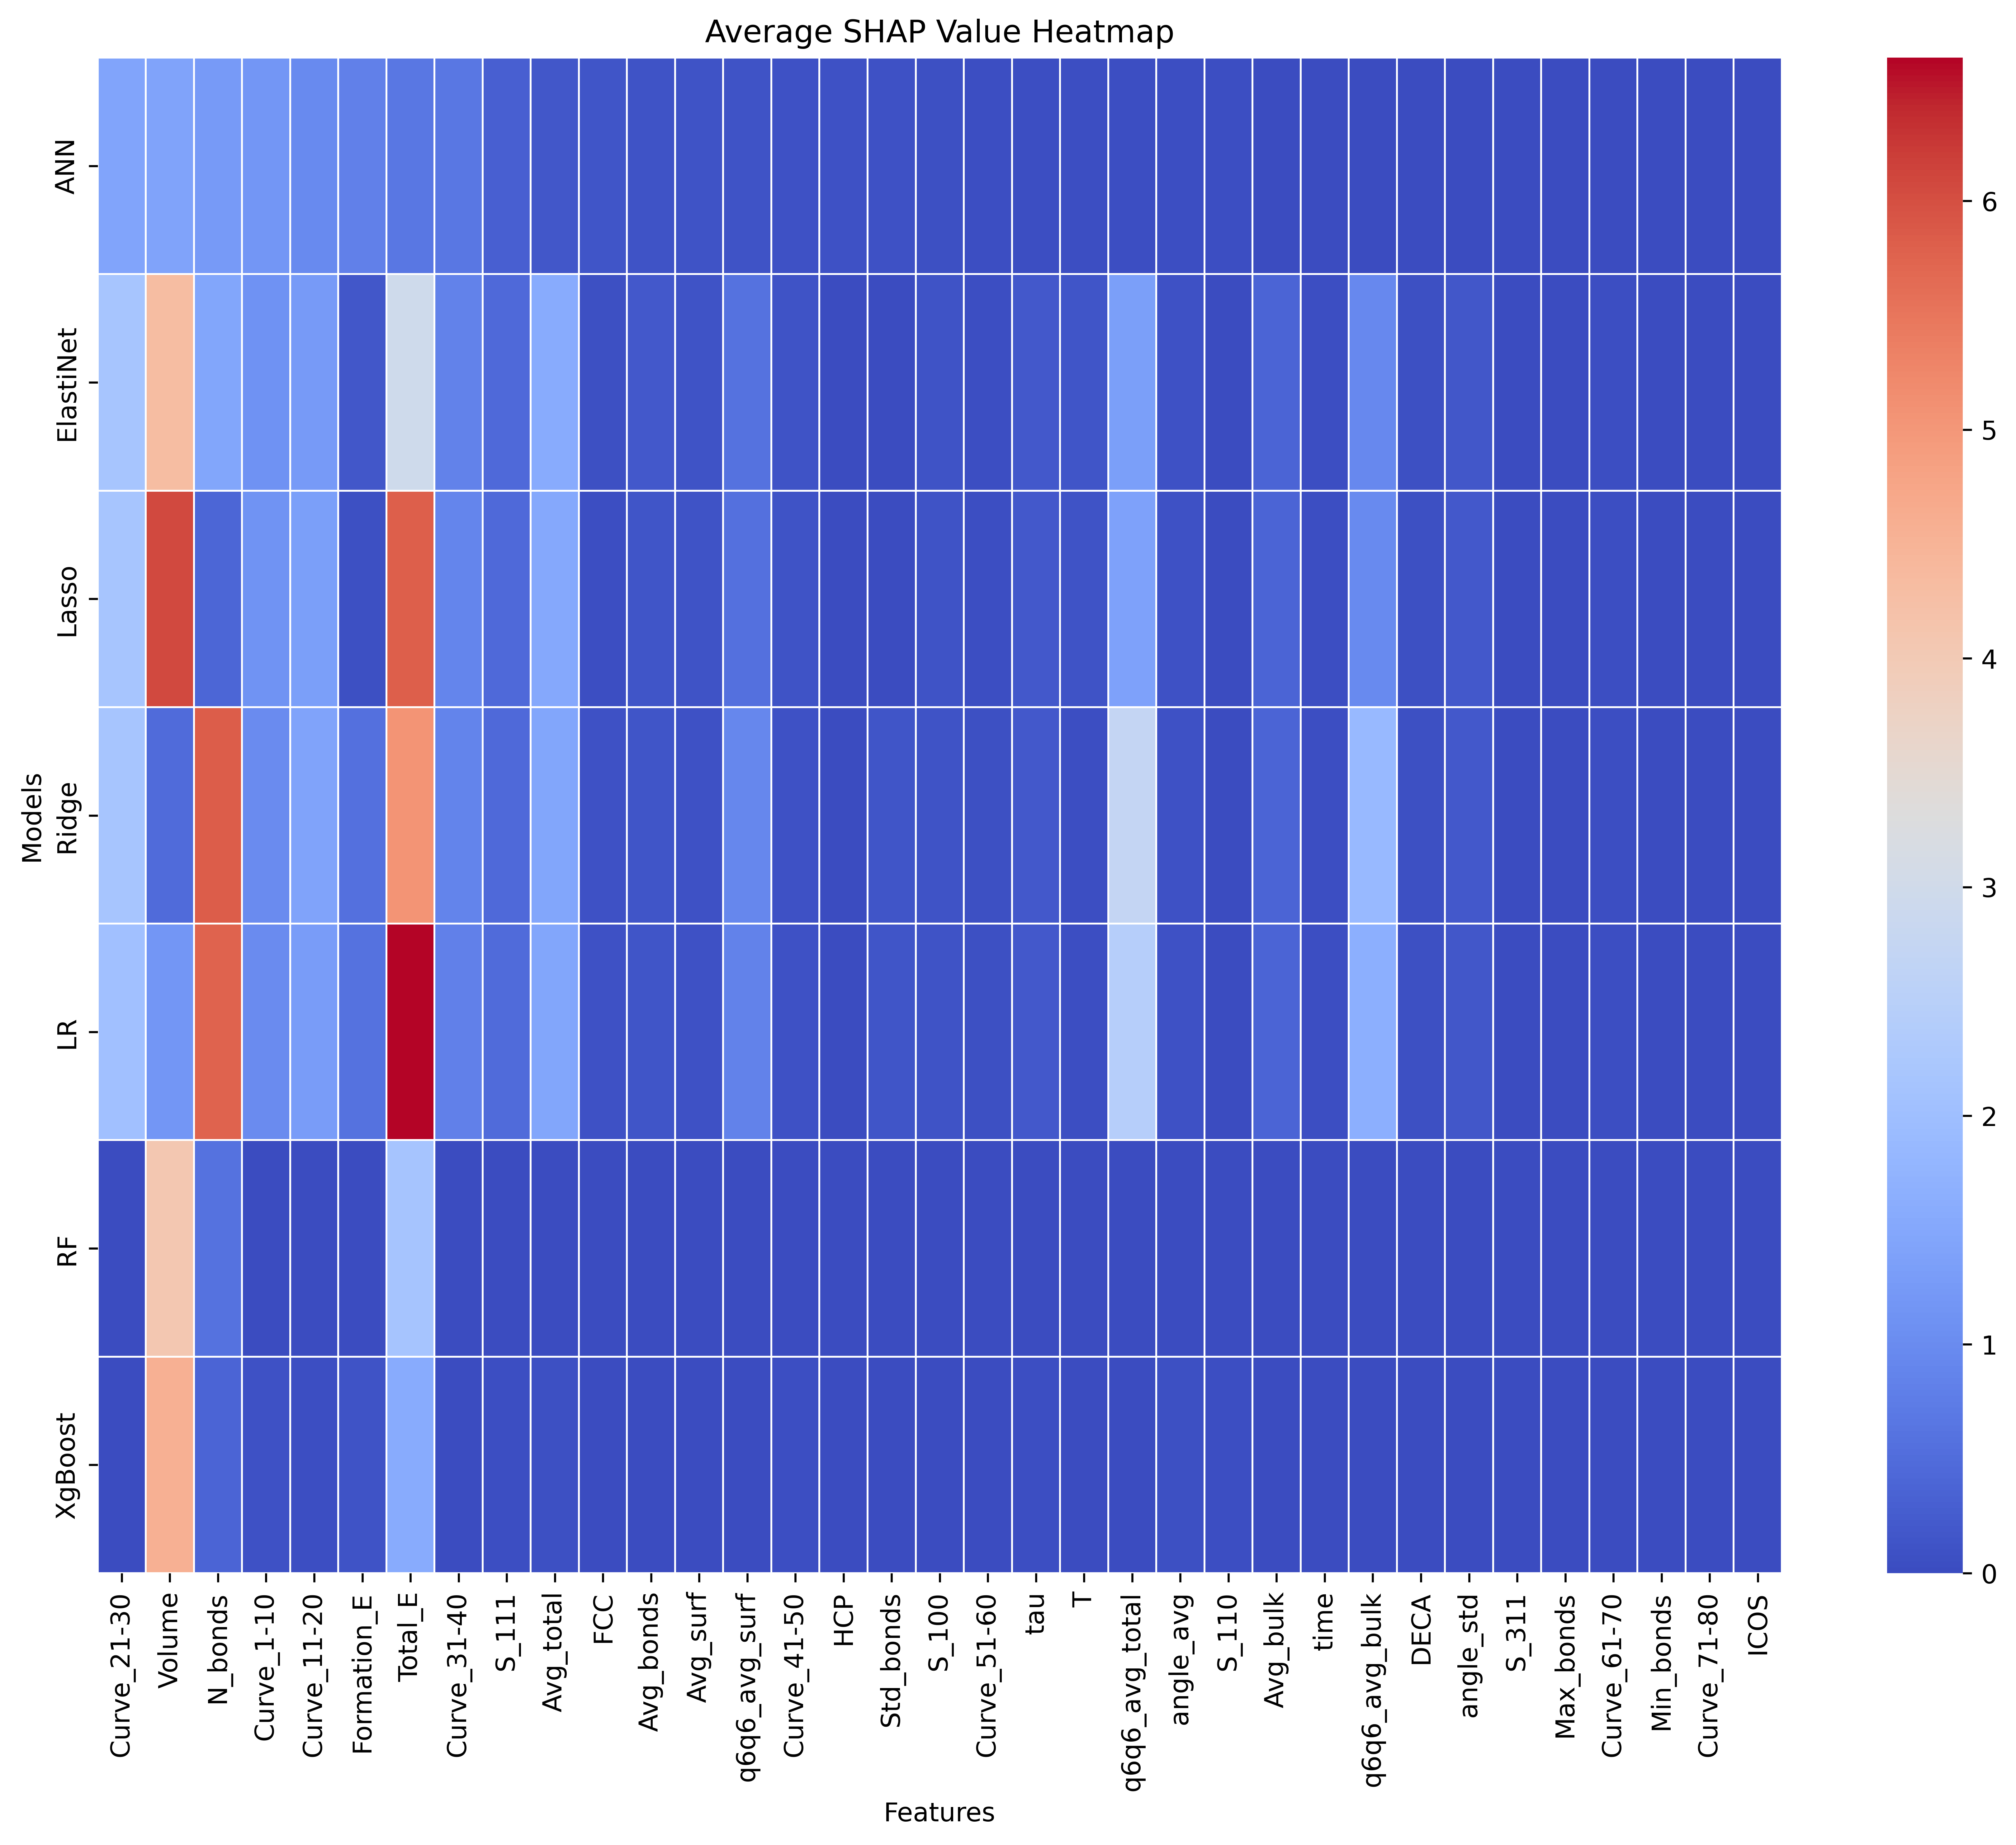 Average SHAP Value Heatmap
Models
ANN
ElastiNet
Lasso
Ridge
LR
RF
XgBoost
Curve_21-30
Volume
N_bonds
Curve_1-10
Curve_11-20
Formation_E
Total_E
Curve_31-40
S_111
Avg_total
FCC
Avg_bonds
Avg_surf
q6q6_avg_surf
Curve_41-50
HCP
Std_bonds
S_100
Curve_51-60
tau
T
q6q6_avg_total
angle_avg
S_110
Avg_bulk
time
q6q6_avg_bulk
DECA
angle_std
S_311
Max_bonds
Curve_61-70
Min_bonds
Curve_71-80
ICOS
Features
6
5
4
3
2
1
0